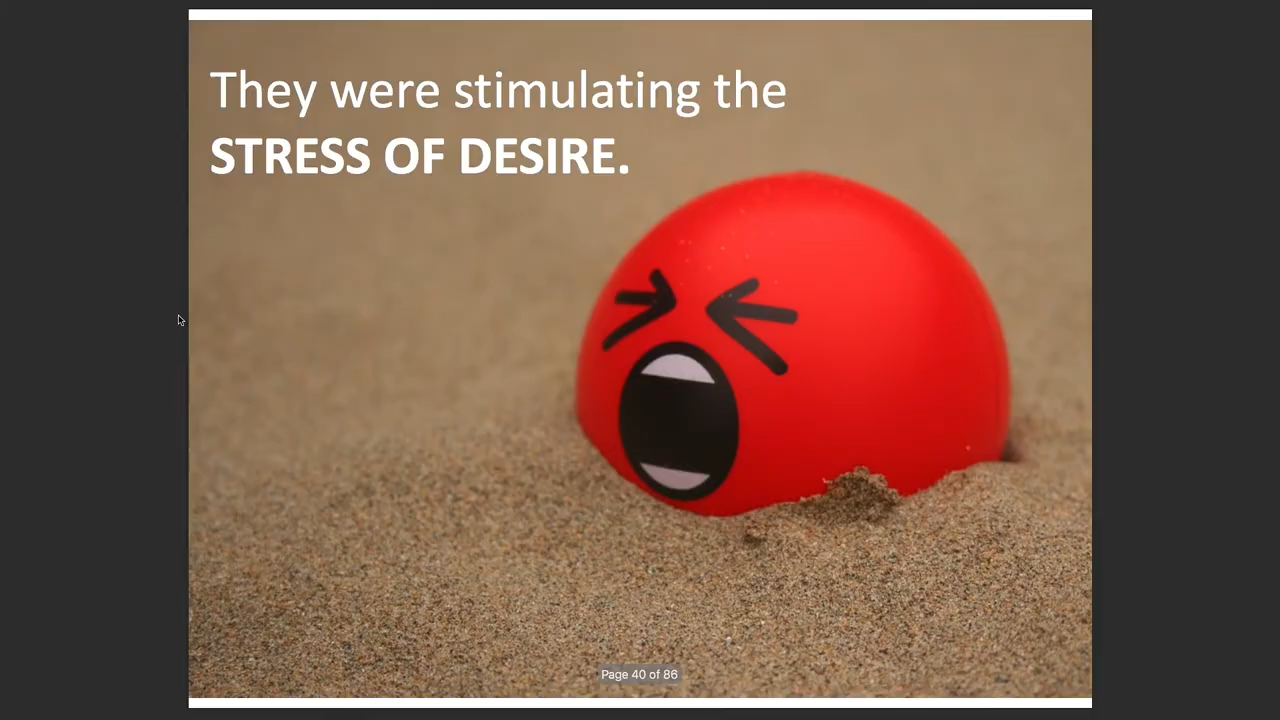 They were stimulating the
STRESS OF DESIRE.
Page 40 of 86